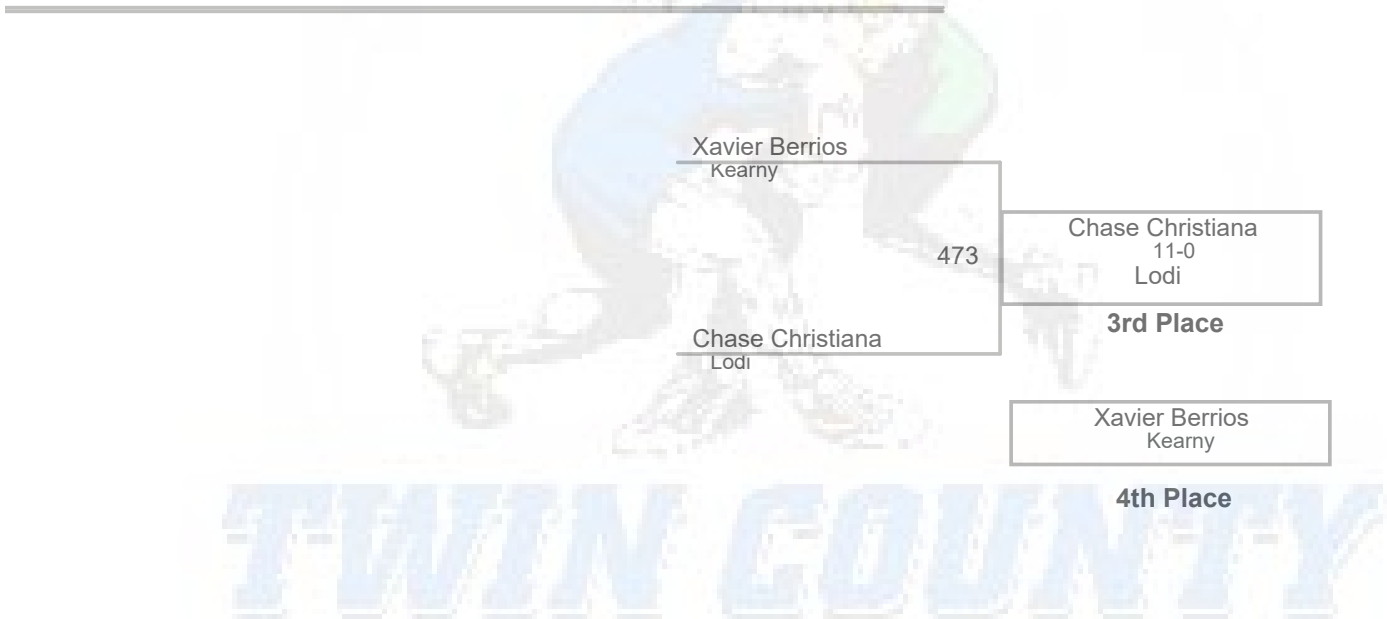 Xavier Berrios
Kearny
473
Chase Christiana
11-0
Lodi
3rd Place
Chase Christiana
Lodi
Xavier Berrios
Kearny
4th Place
TWIN COUNTY